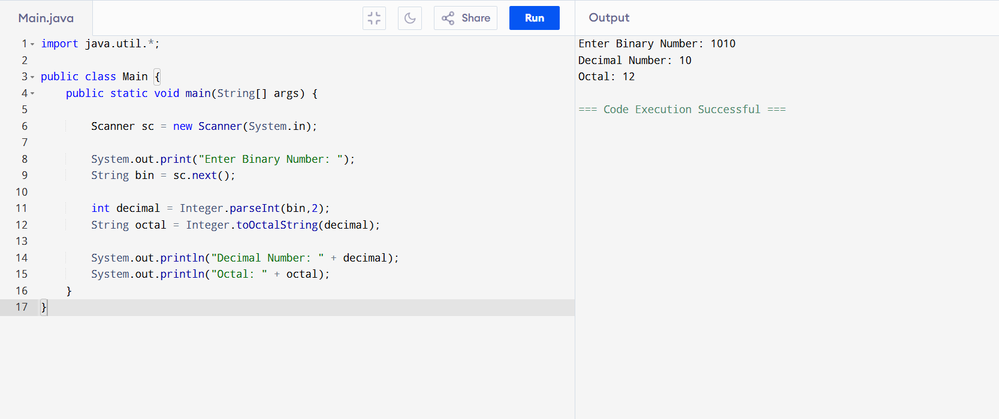 Main.java
Share
Run
Output
1 import java.util.*;
2
3 public class Main {
4     public static void main(String[] args) {
5
6         Scanner sc = new Scanner(System.in);
7
8         System.out.print("Enter Binary Number: ");
9         String bin = sc.next();
10
11         int decimal = Integer.parseInt(bin,2);
12         String octal = Integer.toOctalString(decimal);
13
14         System.out.println("Decimal Number: " + decimal);
15         System.out.println("Octal: " + octal);
16     }
17 }
Enter Binary Number: 1010
Decimal Number: 10
Octal: 12
=== Code Execution Successful ===